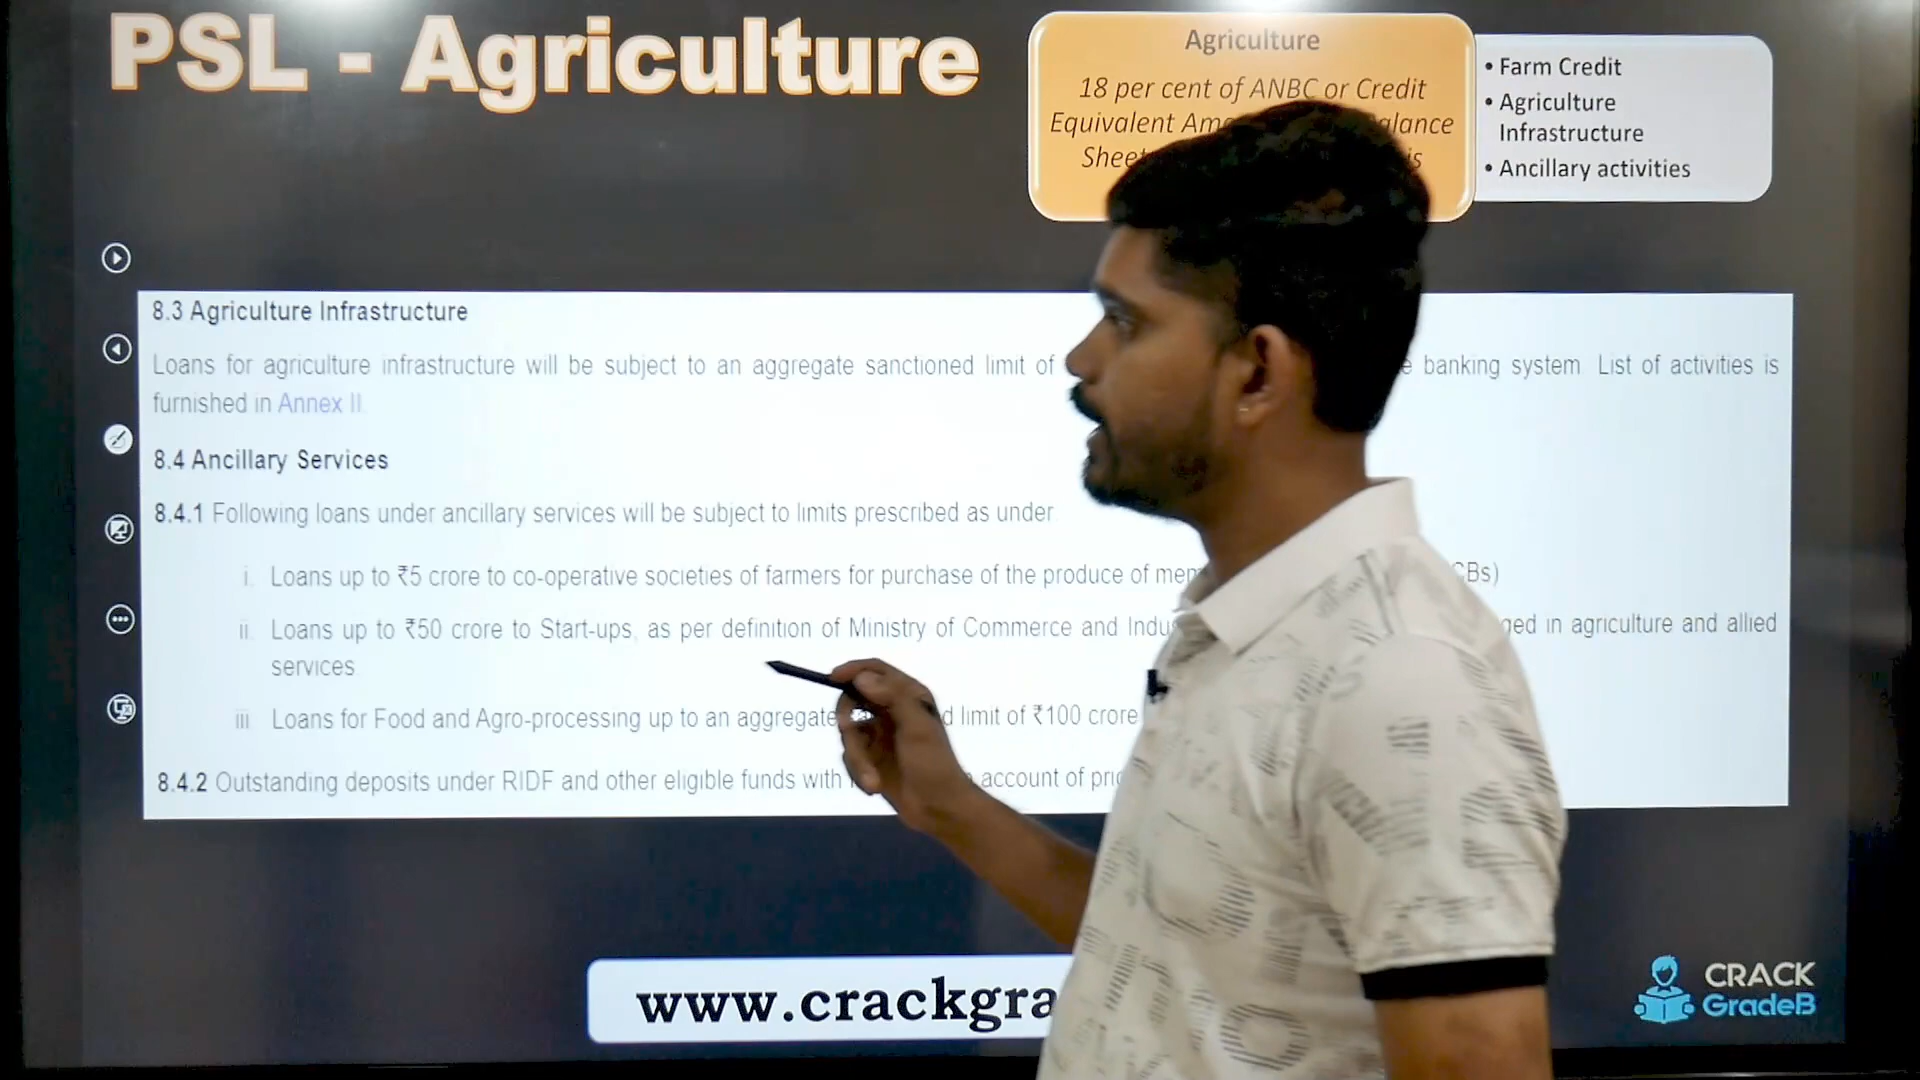 PSL - Agriculture
Agriculture
18 per cent of ANBC or Credit
Equivalent alance
Sheet is
• Farm Credit
• Agriculture
Infrastructure
• Ancillary activities
8.3 Agriculture Infrastructure
Loans for agriculture infrastructure will be subject to an aggregate sanctioned limit of banking system. List of activities is
furnished in Annex II.
8.4 Ancillary Services
8.4.1 Following loans under ancillary services will be subject to limits prescribed as under:
i. Loans up to ₹5 crore to co-operative societies of farmers for purchase of the produce of mem CBs)
ii. Loans up to ₹50 crore to Start-ups, as per definition of Ministry of Commerce and Indus ged in agriculture and allied
services
iii. Loans for Food and Agro-processing up to an aggregate limit of ₹100 crore
8.4.2 Outstanding deposits under RIDF and other eligible funds with account of prio
www.crackgra
CRACK
GradeB